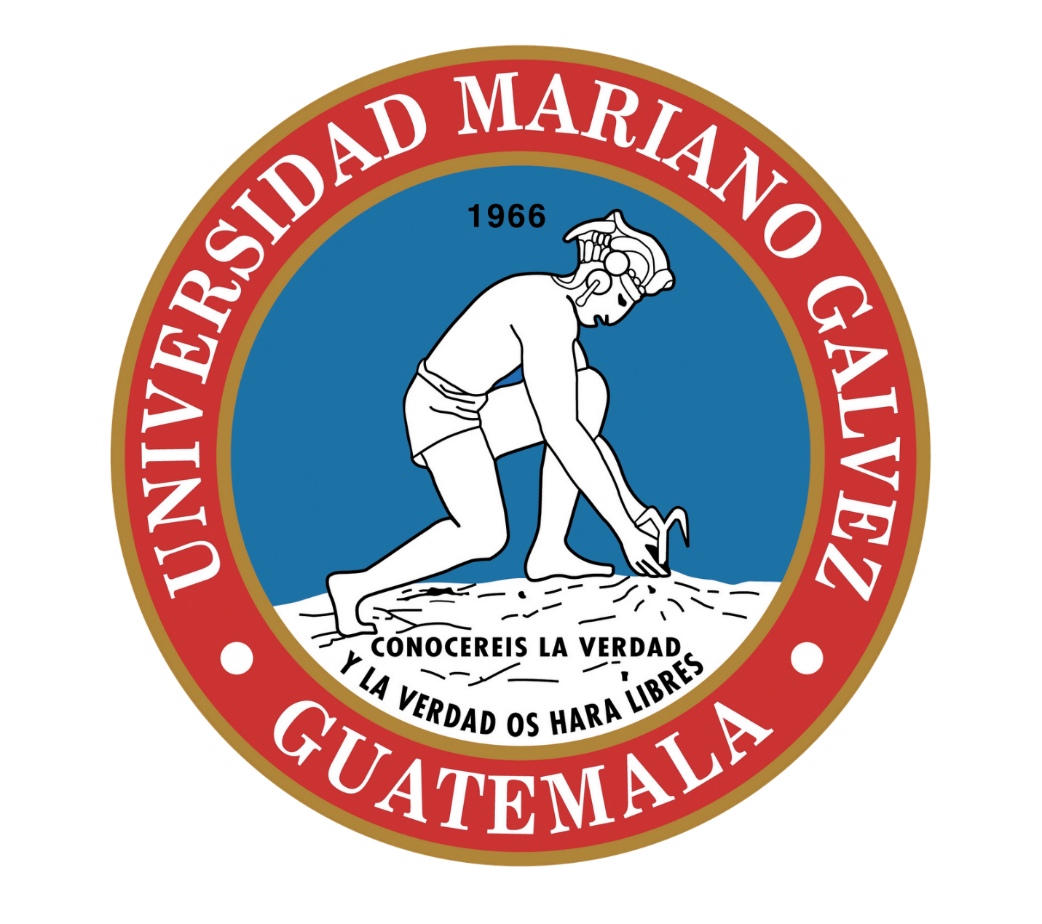 UNIVERSIDAD MARIANO GALVEZ
1966
CONOCEREIS LA VERDAD
Y LA VERDAD OS HARA LIBRES
GUATEMALA